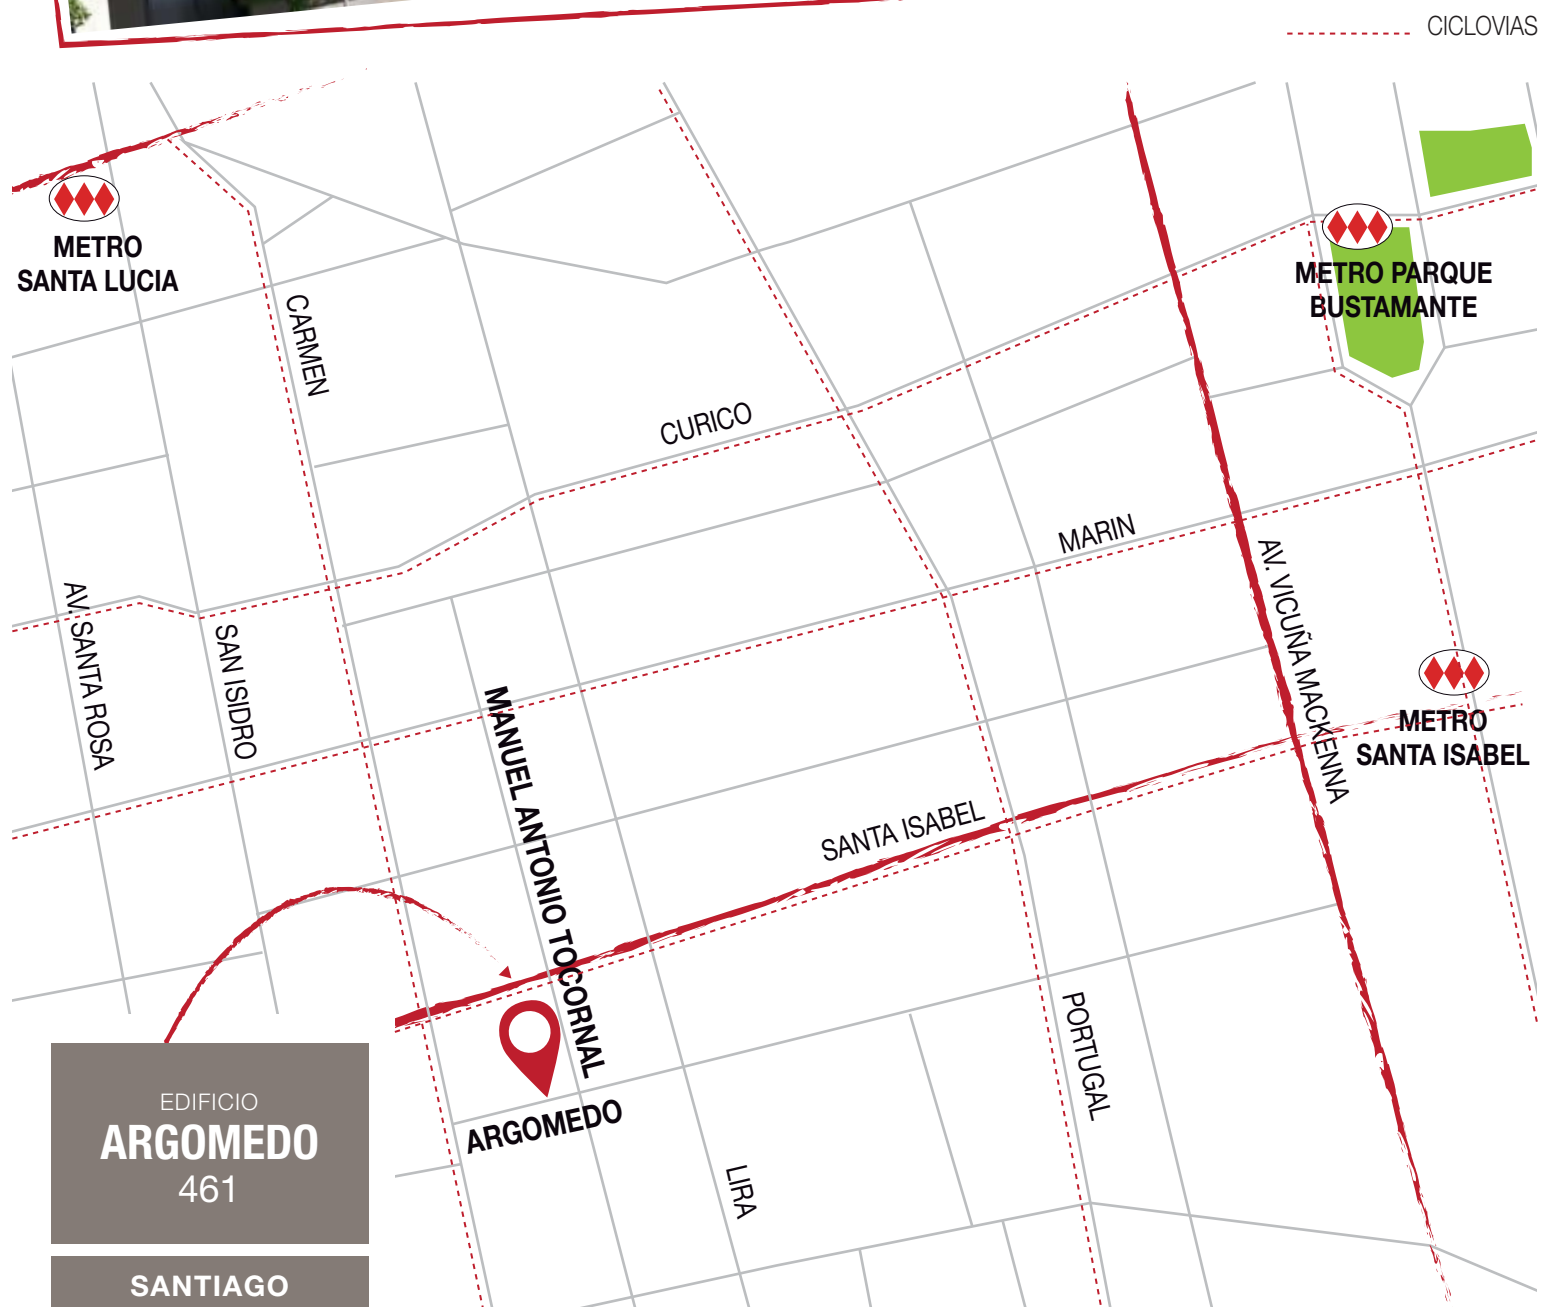 CICLOVIAS
METRO
SANTA LUCIA
METRO PARQUE
BUSTAMANTE
CARMEN
CURICO
MARIN
AV. VICUÑA MACKENNA
AV. SANTA ROSA
SAN ISIDRO
MANUEL ANTONIO TOCORNAL
METRO
SANTA ISABEL
SANTA ISABEL
PORTUGAL
ARGOMEDO
LIRA
EDIFICIO
ARGOMEDO
461
SANTIAGO